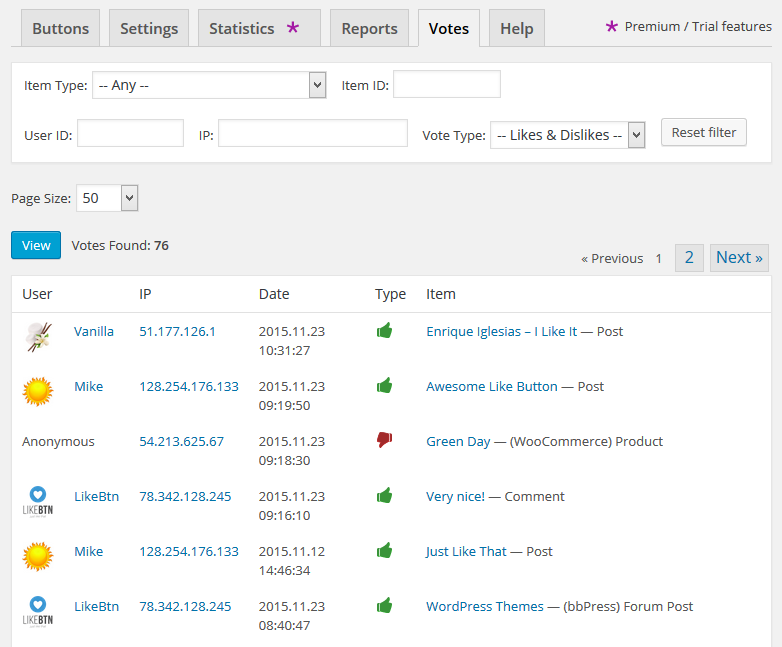 Buttons Settings Statistics * Reports Votes Help * Premium / Trial features
Item Type: -- Any -- Item ID:
User ID: IP: Vote Type: -- Likes & Dislikes -- Reset filter
Page Size: 50
View Votes Found: 76
« Previous 1 2 Next »
User IP Date Type Item
Vanilla 51.177.126.1 2015.11.23 Enrique Iglesias – I Like It — Post
10:31:27
Mike 128.254.176.133 2015.11.23 Awesome Like Button — Post
09:19:50
Anonymous 54.213.625.67 2015.11.23 Green Day — (WooCommerce) Product
09:18:30
LikeBtn 78.342.128.245 2015.11.23 Very nice! — Comment
LIKEBTN 09:16:10
Mike 128.254.176.133 2015.11.12 Just Like That — Post
14:46:34
LikeBtn 78.342.128.245 2015.11.23 WordPress Themes — (bbPress) Forum Post
LIKEBTN 08:40:47